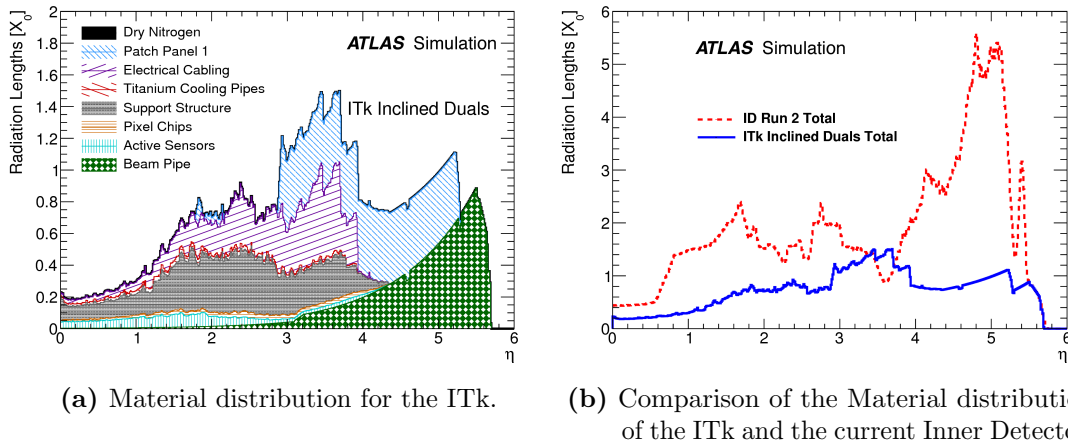 Radiation Lengths [X0]
2
1.8
1.6
1.4
1.2
1
0.8
0.6
0.4
0.2
0
0 1 2 3 4 5 6
η
Dry Nitrogen
Patch Panel 1
Electrical Cabling
Titanium Cooling Pipes
Support Structure
Pixel Chips
Active Sensors
Beam Pipe
ATLAS Simulation
ITk Inclined Duals
(a) Material distribution for the ITk.
Radiation Lengths [X0]
6
5
4
3
2
1
0
0 1 2 3 4 5 6
η
ATLAS Simulation
ID Run 2 Total
ITk Inclined Duals Total
(b) Comparison of the Material distributio
of the ITk and the current Inner Detecto